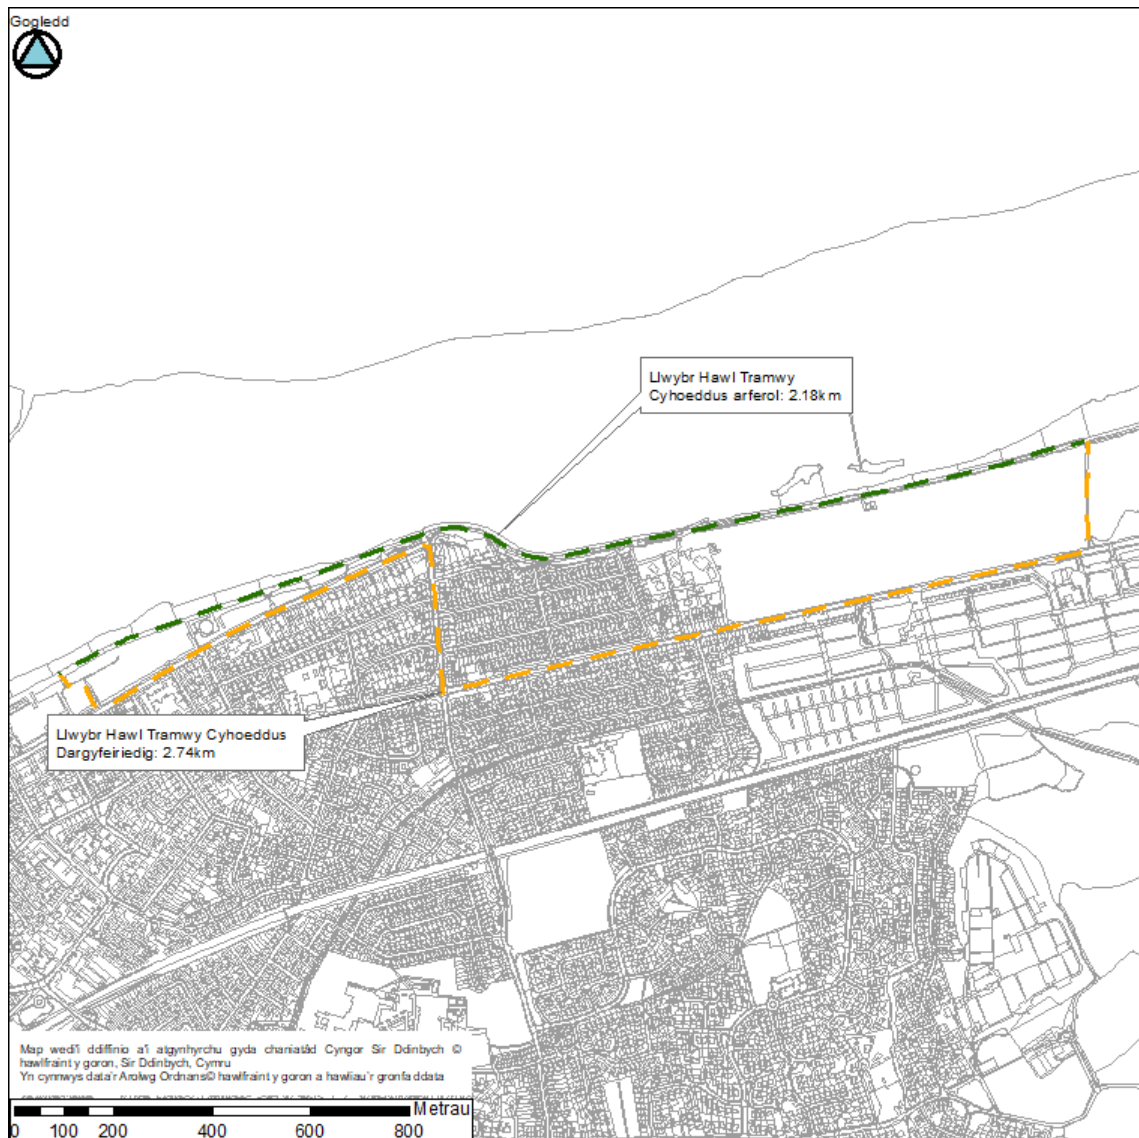 Gogledd
Llwybr Hawl Tramwy
Cyhoeddus arferol: 2.18km
Llwybr Hawl Tramwy Cyhoeddus
Dargyfeiriedig: 2.74km
Map wedi'i ddiffinio a'i atgynhyrchu gyda chaniatâd Cyngor Sir Ddinbych ©
hawlfraint y goron, Sir Ddinbych, Cymru
Yn cynnwys data'r Arolwg Ordnans© hawlfraint y goron a hawliau'r gronfa ddata
Metrau
0 100 200 400 600 800